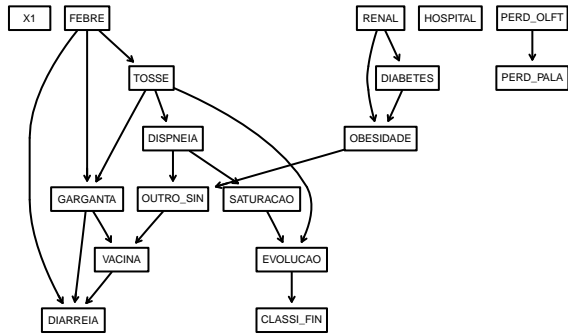 X1 FEBRE RENAL HOSPITAL PERD_OLFT
TOSSE DIABETES PERD_PALA
DISPNEIA OBESIDADE
GARGANTA OUTRO_SIN SATURACAO
VACINA EVOLUCAO
DIARREIA CLASSI_FIN